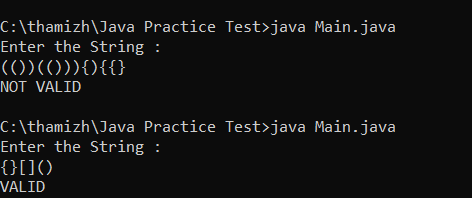 C:\thamizh\Java Practice Test>java Main.java
Enter the String :
(())(())){){{}
NOT VALID
C:\thamizh\Java Practice Test>java Main.java
Enter the String :
{}[]()
VALID